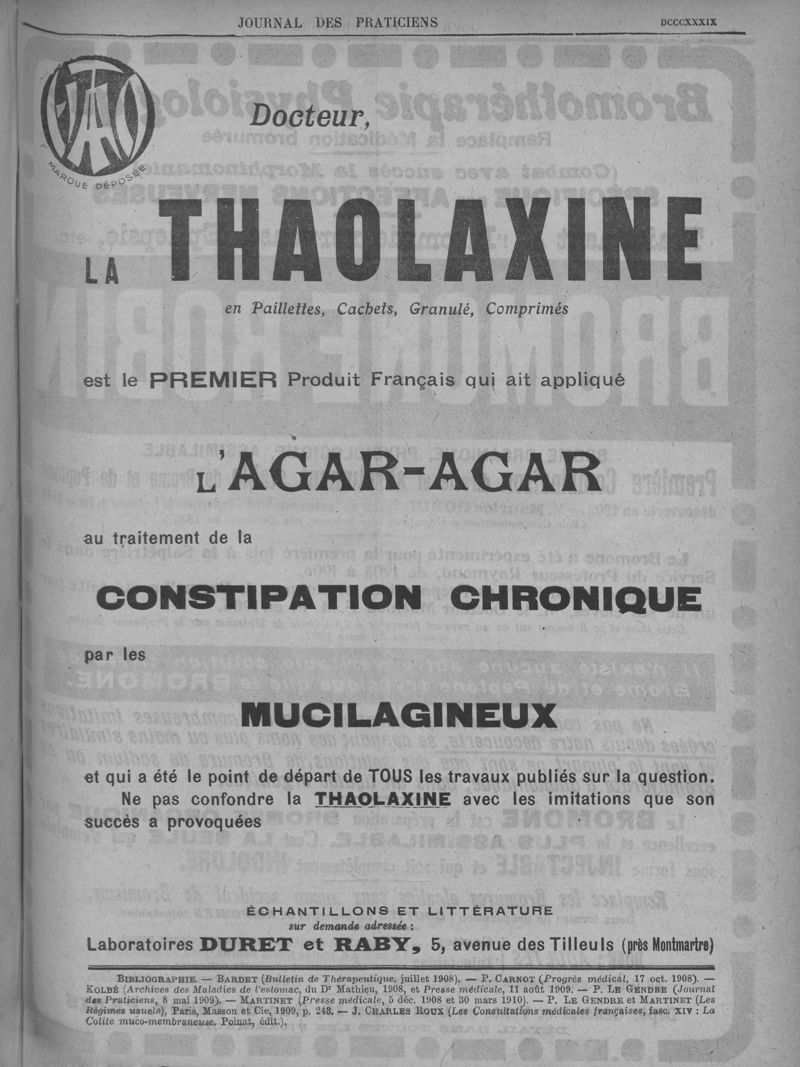 JOURNAL DES PRATICIENS DCCCXXXIX
MARQUE DÉPOSÉE
Docteur,
LA THAOLAXINE
en Paillettes, Cachets, Granulé, Comprimés
est le PREMIER Produit Français qui ait appliqué
L'AGAR-AGAR
au traitement de la
CONSTIPATION CHRONIQUE
par les
MUCILAGINEUX
et qui a été le point de départ de TOUS les travaux publiés sur la question.
Ne pas confondre la THAOLAXINE avec les imitations que son
succès a provoquées
ÉCHANTILLONS ET LITTÉRATURE
sur demande adressée :
Laboratoires DURET et RABY, 5, avenue des Tilleuls (près Montmartre)
BIBLIOGRAPHIE. — BARDET (Bulletin de Thérapeutique, juillet 1908). — P. CARNOT (Progrès médical, 17 oct. 1908). —
KOLBÉ (Archives des Maladies de l'estomac, du Dr Mathieu, 1908, et Presse médicale, 11 août 1909. — P. LE GENDRE (Journal
des Praticiens, 8 mai 1909). — MARTINET (Presse médicale, 5 déc. 1908 et 30 mars 1910). — P. LE GENDRE et MARTINET (Les
Régimes usuels), Paris, Masson et Cie, 1909, p. 248. — J. CHARLES ROUX (Les Consultations médicales françaises, fasc. XIV : La
Colite muco-membraneuse. Poinat, édit.).